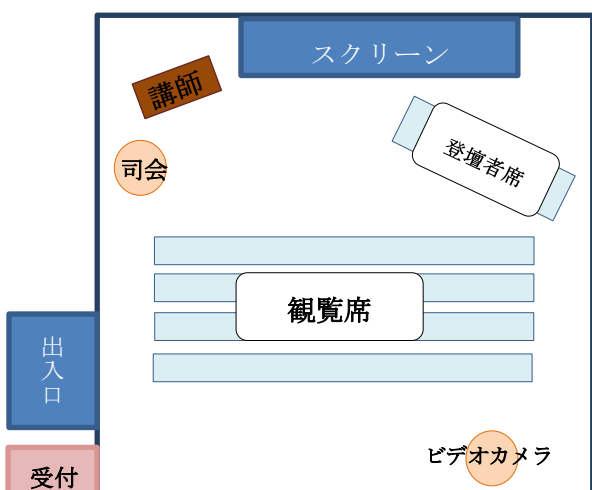 スクリーン
講師
登壇者席
司会
観覧席
出入口
ビデオカメラ
受付